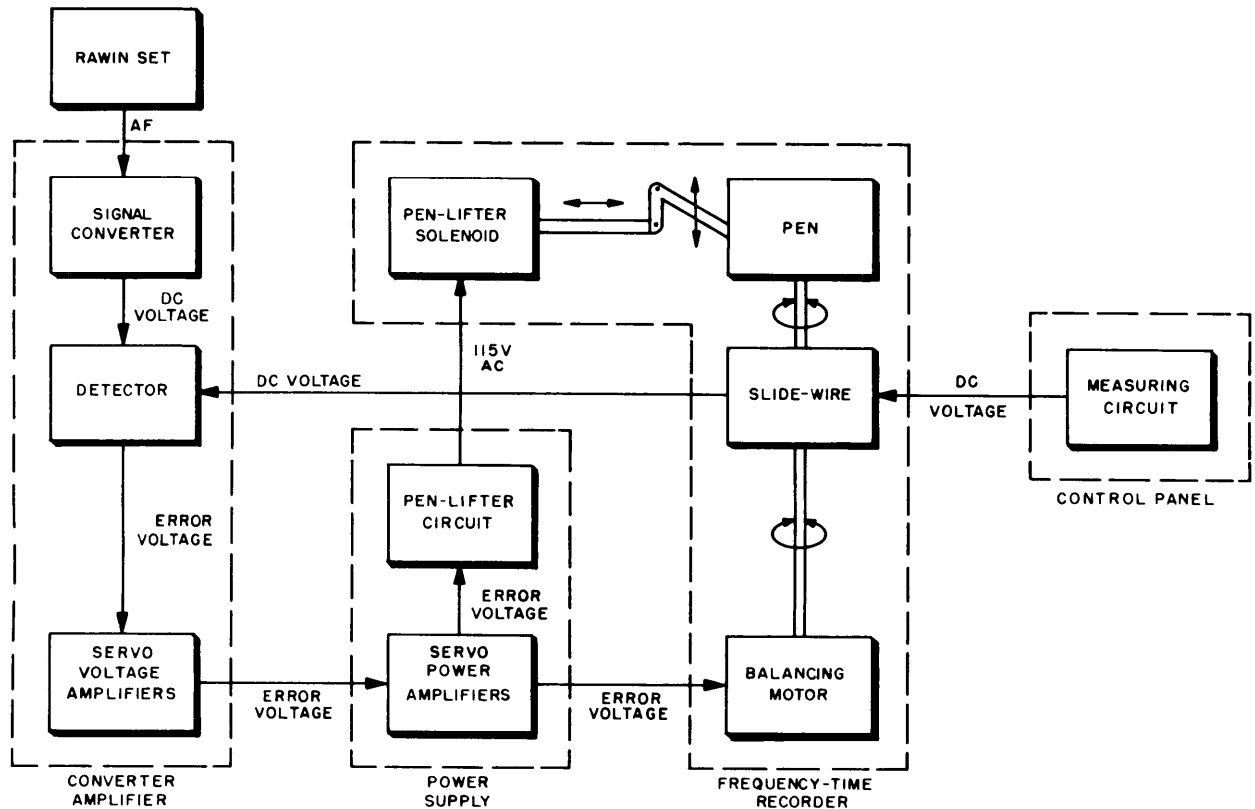 RAWIN SET
AF
SIGNAL
CONVERTER
DC
VOLTAGE
DETECTOR
ERROR
VOLTAGE
SERVO
VOLTAGE
AMPLIFIERS
CONVERTER
AMPLIFIER
ERROR
VOLTAGE
PEN-LIFTER
SOLENOID
PEN
115V
AC
DC VOLTAGE
SLIDE-WIRE
DC
VOLTAGE
MEASURING
CIRCUIT
CONTROL PANEL
PEN-LIFTER
CIRCUIT
ERROR
VOLTAGE
SERVO
POWER
AMPLIFIERS
POWER
SUPPLY
ERROR
VOLTAGE
BALANCING
MOTOR
FREQUENCY-TIME
RECORDER